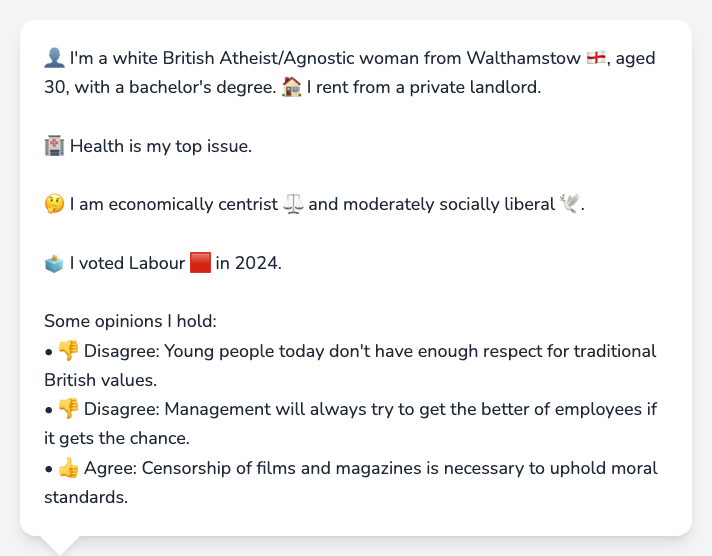 👤 I'm a white British Atheist/Agnostic woman from Walthamstow 🏴󠁧󠁢󠁥󠁮󠁧󠁿, aged
30, with a bachelor's degree. 🏠 I rent from a private landlord.
🏥 Health is my top issue.
🤔 I am economically centrist ⚖️ and moderately socially liberal 🕊️.
🗳️ I voted Labour 🟥 in 2024.
Some opinions I hold:
• 👎 Disagree: Young people today don't have enough respect for traditional
British values.
• 👎 Disagree: Management will always try to get the better of employees if
it gets the chance.
• 👍 Agree: Censorship of films and magazines is necessary to uphold moral
standards.